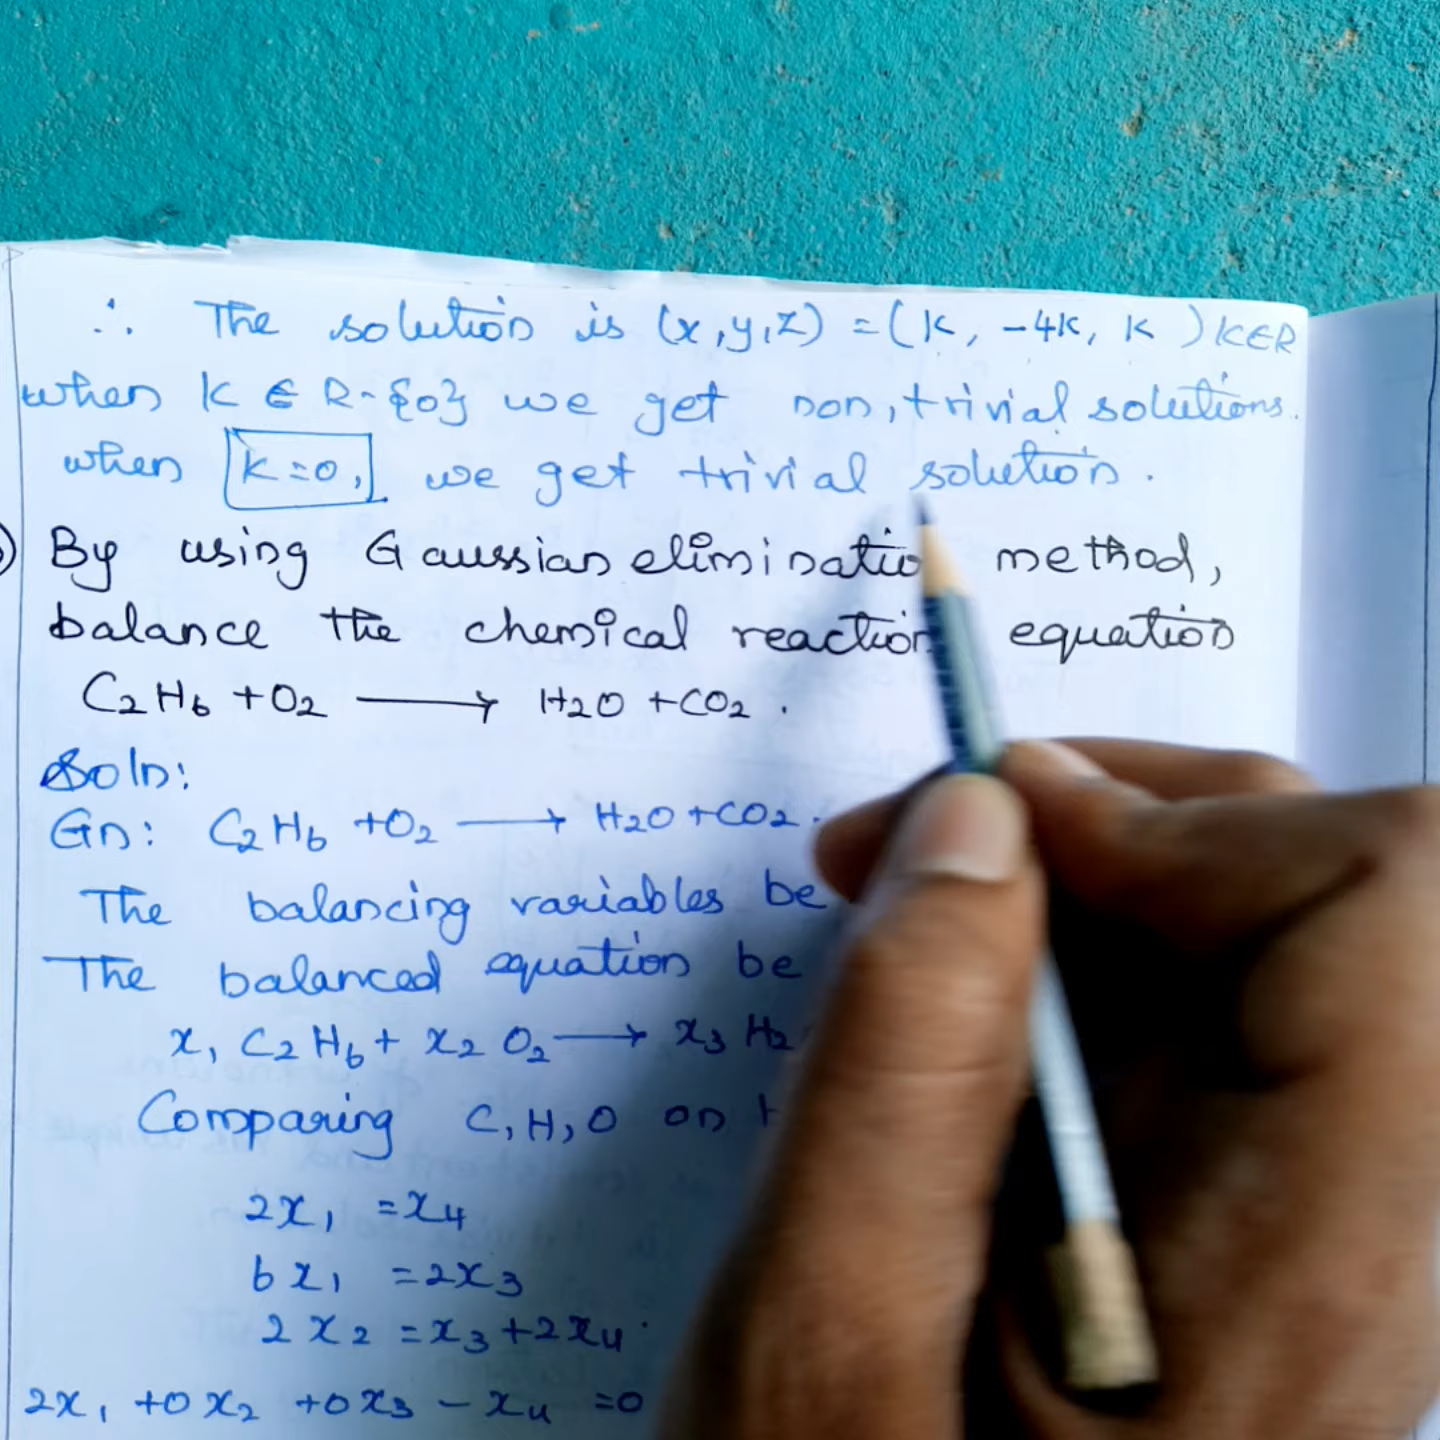 ∴ The solution is (x,y,z) = (K, -4K, K) K∈R
when K ∈ R-{0} we get non, trivial solutions.
when K=0, we get trivial solution.
By using Gaussian eliminatio method,
balance the chemical reaction equation
C2H6 + O2 ⟶ H2O + CO2.
Soln:
Gn: C2H6 + O2 ⟶ H2O + CO2.
The balancing variables be
The balanced equation be
x1 C2H6 + x2 O2 ⟶ x3 H2
Comparing C, H, O on
2x1 = x4
6x1 = 2x3
2x2 = x3 + 2x4.
2x1 + 0x2 + 0x3 - x4 = 0